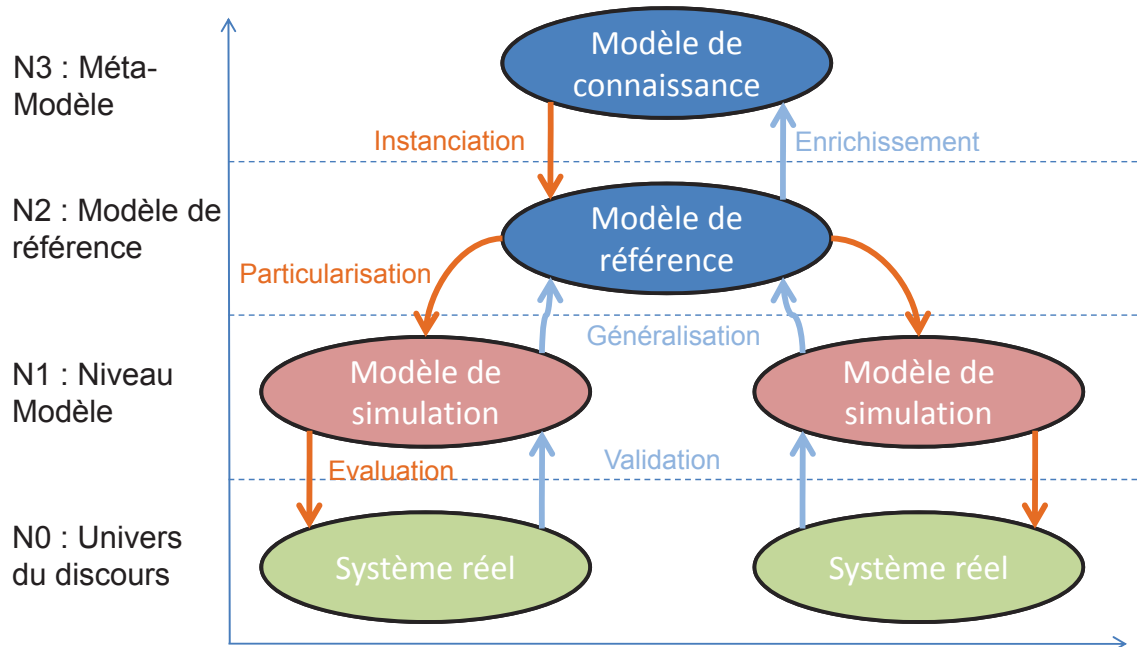 N3 : Méta-
Modèle
Modèle de
connaissance
Instanciation
Enrichissement
N2 : Modèle de
référence
Modèle de
référence
Particularisation
Généralisation
N1 : Niveau
Modèle
Modèle de
simulation
Modèle de
simulation
Evaluation
Validation
N0 : Univers
du discours
Système réel
Système réel